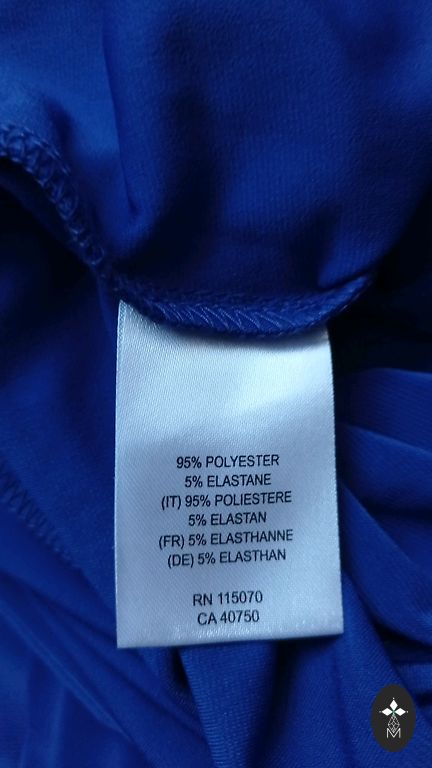 95% POLYESTER
5% ELASTANE
(IT) 95% POLIESTERE
5% ELASTAN
(FR) 5% ELASTHANNE
(DE) 5% ELASTHAN
RN 115070
CA 40750
M